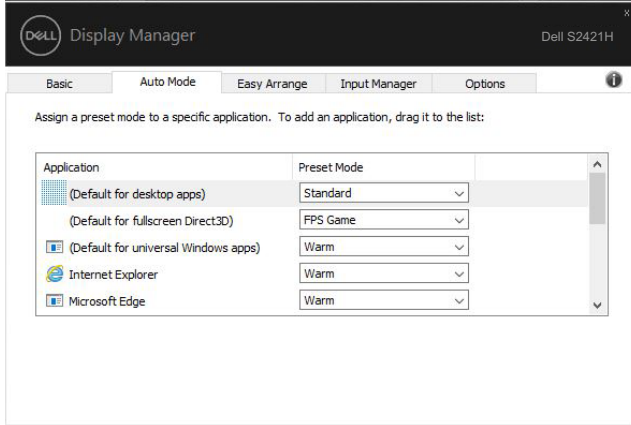 DELL Display Manager
Dell S2421H
Basic Auto Mode Easy Arrange Input Manager Options
Assign a preset mode to a specific application. To add an application, drag it to the list:
Application Preset Mode
(Default for desktop apps) Standard
(Default for fullscreen Direct3D) FPS Game
(Default for universal Windows apps) Warm
Internet Explorer Warm
Microsoft Edge Warm